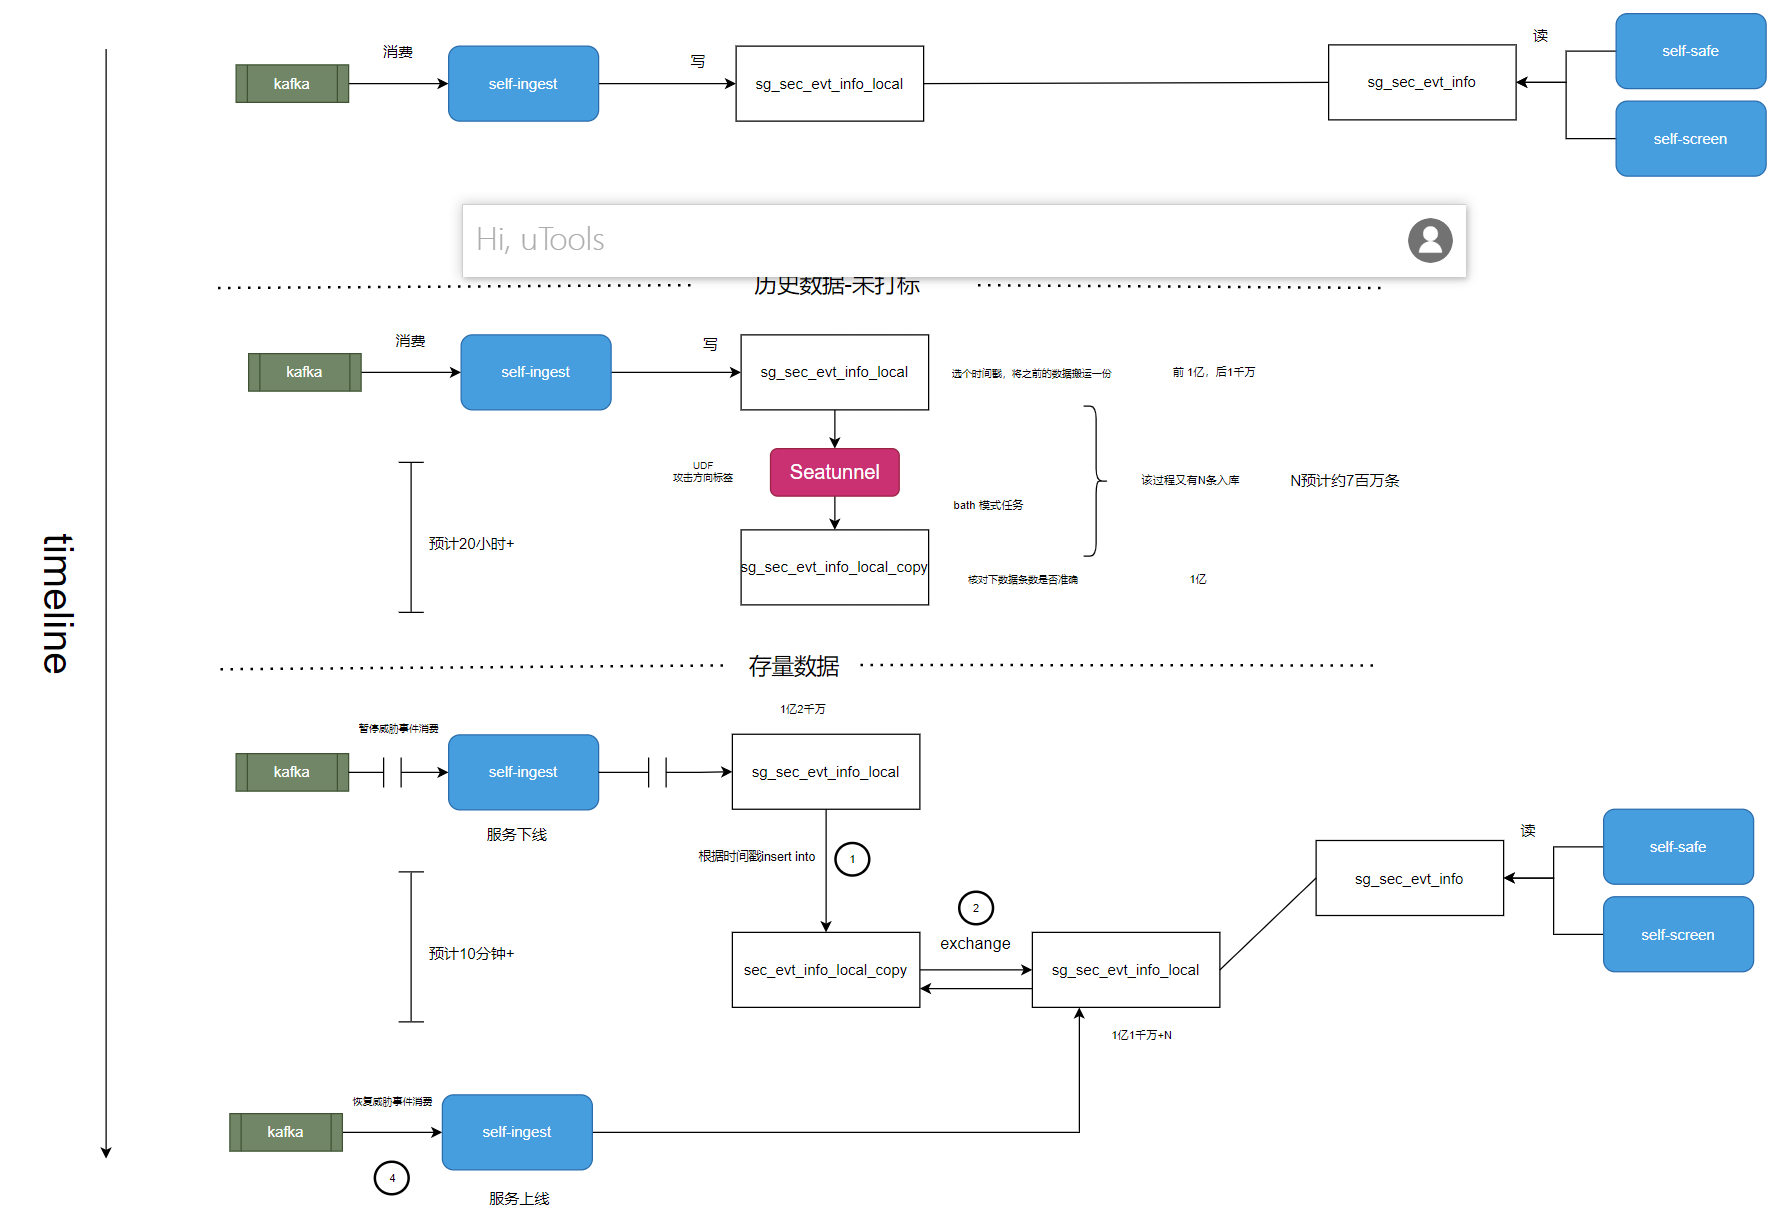 消费
写
读
kafka
self-ingest
sg_sec_evt_info_local
sg_sec_evt_info
self-safe
self-screen
Hi, uTools
历史数据-未打标
消费
写
kafka
self-ingest
sg_sec_evt_info_local
选个时间戳，将之前的数据搬运一份
前 1亿，后1千万
UDF
攻击方向标签
Seatunnel
bath 模式任务
该过程又有N条入库
N预计约7百万条
预计20小时+
sg_sec_evt_info_local_copy
核对下数据条数是否准确
1亿
timeline
存量数据
1亿2千万
暂停威胁事件消费
kafka
self-ingest
sg_sec_evt_info_local
服务下线
根据时间戳insert into
1
读
self-safe
sg_sec_evt_info
self-screen
2
exchange
预计10分钟+
sec_evt_info_local_copy
sg_sec_evt_info_local
1亿1千万+N
恢复威胁事件消费
kafka
self-ingest
4
服务上线